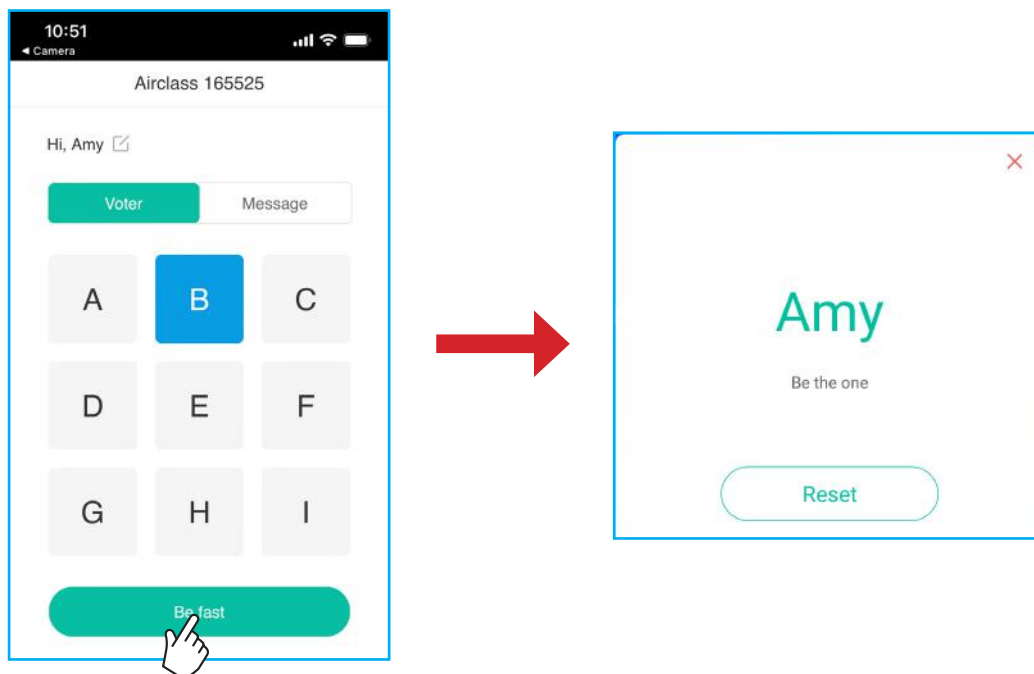 10:51
◀ Camera
Airclass 165525
Hi, Amy
Voter Message
A B C
D E F
G H I
Be fast
Amy
Be the one
Reset